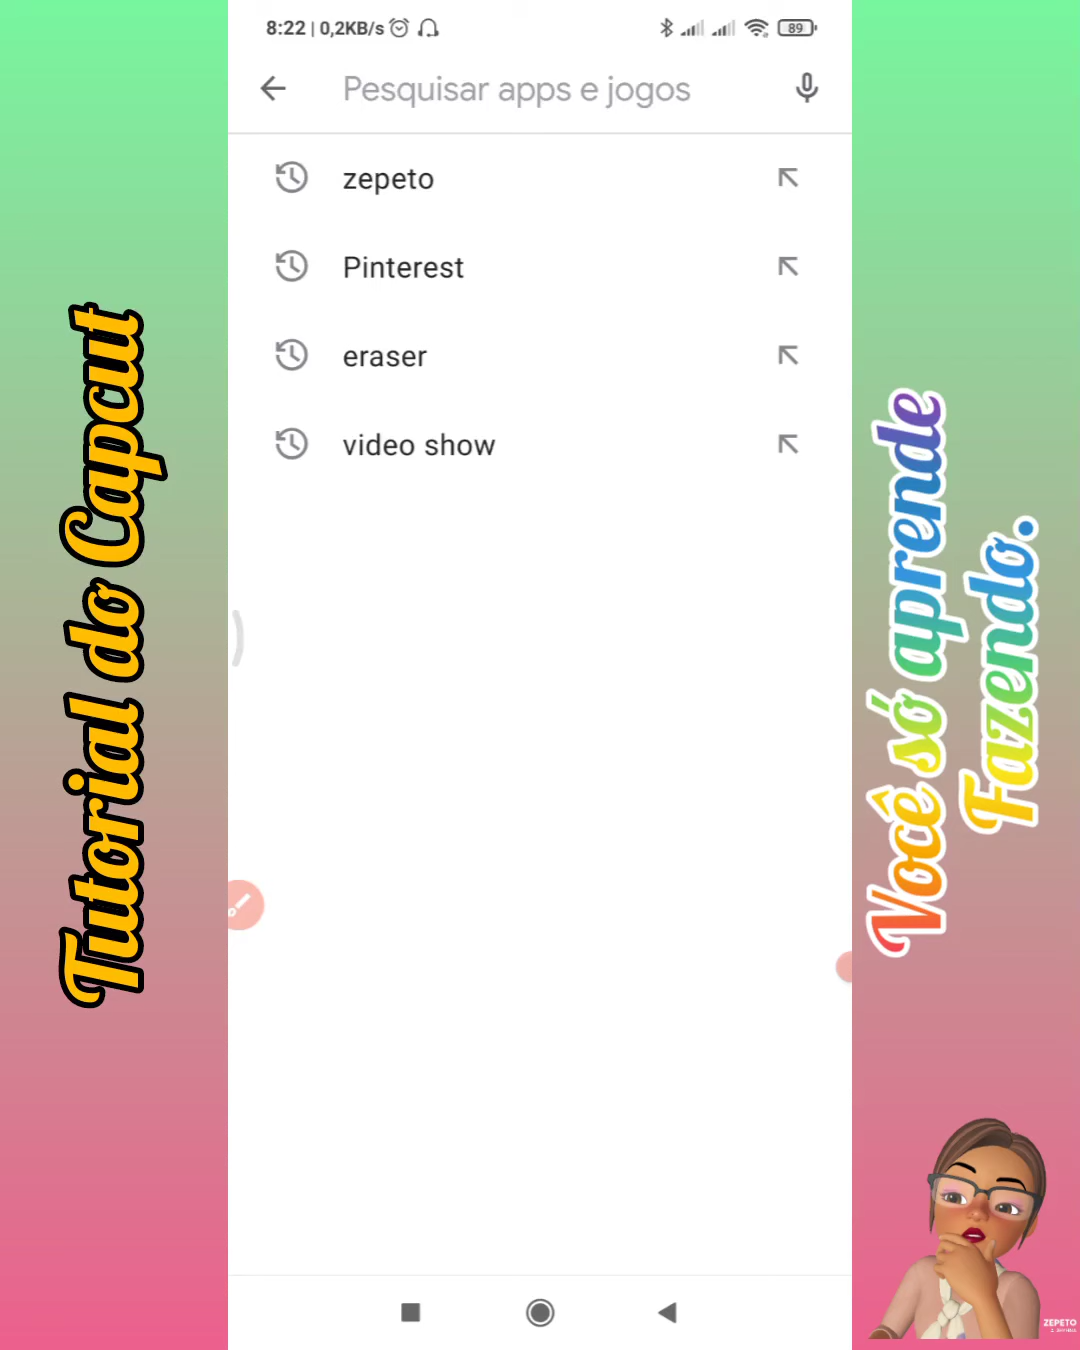 8:22 | 0,2KB/s
89
Pesquisar apps e jogos
zepeto
Pinterest
eraser
video show
Tutorial do Capcut
Você só aprende
Fazendo.
ZEPETO